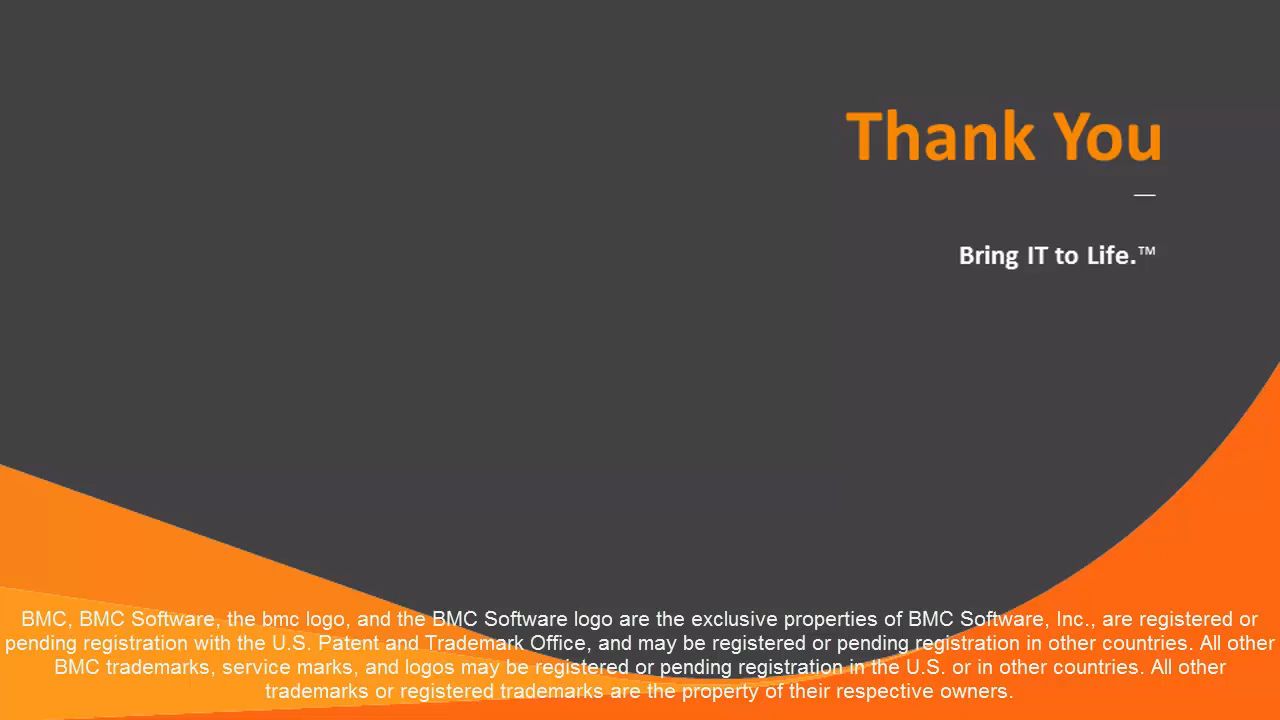 Thank You
Bring IT to Life.™
BMC, BMC Software, the bmc logo, and the BMC Software logo are the exclusive properties of BMC Software, Inc., are registered or
pending registration with the U.S. Patent and Trademark Office, and may be registered or pending registration in other countries. All other
BMC trademarks, service marks, and logos may be registered or pending registration in the U.S. or in other countries. All other
trademarks or registered trademarks are the property of their respective owners.